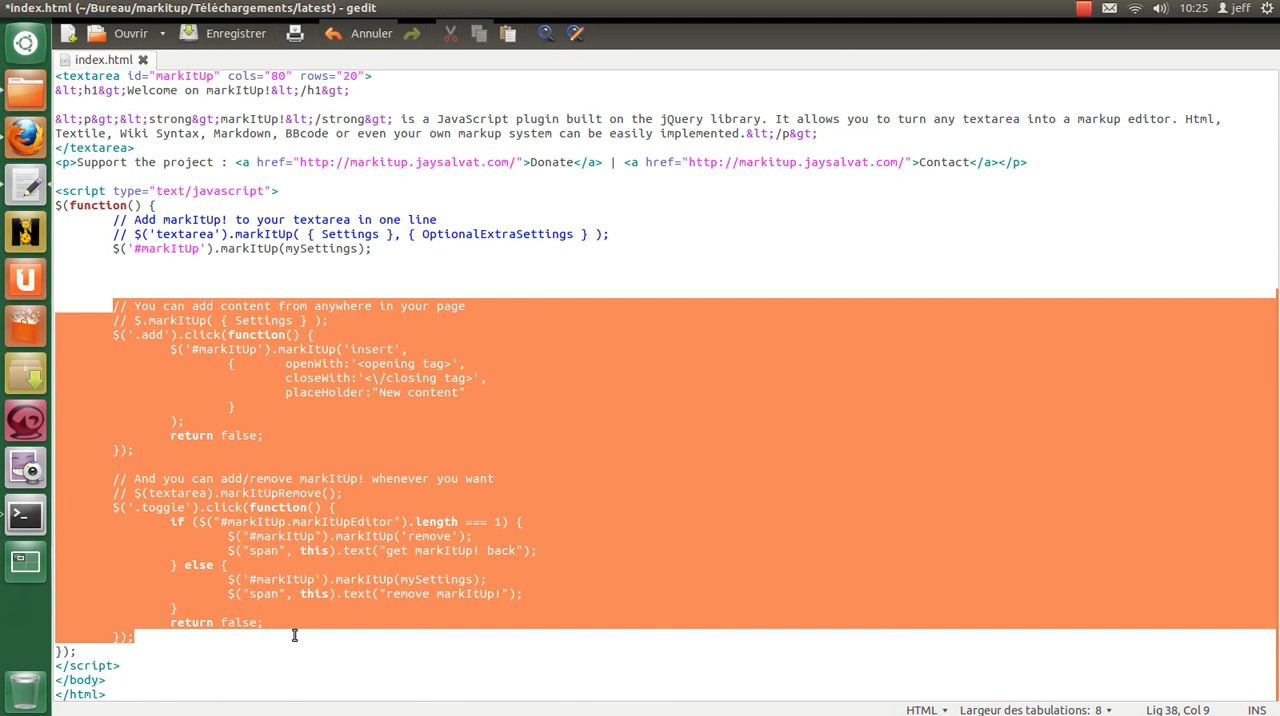 *index.html (~/Bureau/markitup/Téléchargements/latest) - gedit
10:25 jeff
Ouvrir Enregistrer Annuler
index.html
<textarea id="markItUp" cols="80" rows="20">
&lt;h1&gt;Welcome on markItUp!&lt;/h1&gt;
&lt;p&gt;&lt;strong&gt;markItUp!&lt;/strong&gt; is a JavaScript plugin built on the jQuery library. It allows you to turn any textarea into a markup editor. Html,
Textile, Wiki Syntax, Markdown, BBcode or even your own markup system can be easily implemented.&lt;/p&gt;
</textarea>
<p>Support the project : <a href="http://markitup.jaysalvat.com/">Donate</a> | <a href="http://markitup.jaysalvat.com/">Contact</a></p>
<script type="text/javascript">
$(function() {
// Add markItUp! to your textarea in one line
// $('textarea').markItUp( { Settings }, { OptionalExtraSettings } );
$('#markItUp').markItUp(mySettings);
// You can add content from anywhere in your page
// $.markItUp( { Settings } );
$('.add').click(function() {
$('#markItUp').markItUp('insert',
{ openWith:'<opening tag>',
closeWith:'<\/closing tag>',
placeHolder:"New content"
}
);
return false;
});
// And you can add/remove markItUp! whenever you want
// $(textarea).markItUpRemove();
$('.toggle').click(function() {
if ($("#markItUp.markItUpEditor").length === 1) {
$("#markItUp").markItUp('remove');
$("span", this).text("get markItUp! back");
} else {
$('#markItUp').markItUp(mySettings);
$("span", this).text("remove markItUp!");
}
return false;
});
});
</script>
</body>
</html>
HTML Largeur des tabulations: 8 Lig 38, Col 9 INS